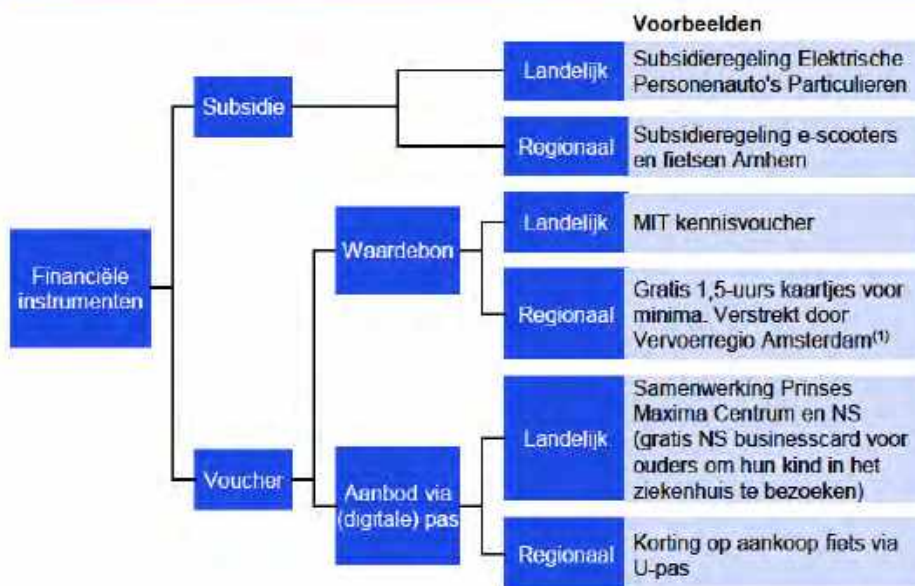 Voorbeelden
Financiële
instrumenten
Subsidie
Landelijk
Subsidieregeling Elektrische
Personenauto's Particulieren
Regionaal
Subsidieregeling e-scooters
en fietsen Arnhem
Voucher
Waardebon
Landelijk
MIT kennisvoucher
Regionaal
Gratis 1,5-uurs kaartjes voor
minima. Verstrekt door
Vervoerregio Amsterdam(1)
Aanbod via
(digitale) pas
Landelijk
Samenwerking Prinses
Maxima Centrum en NS
(gratis NS businesscard voor
ouders om hun kind in het
ziekenhuis te bezoeken)
Regionaal
Korting op aankoop fiets via
U-pas